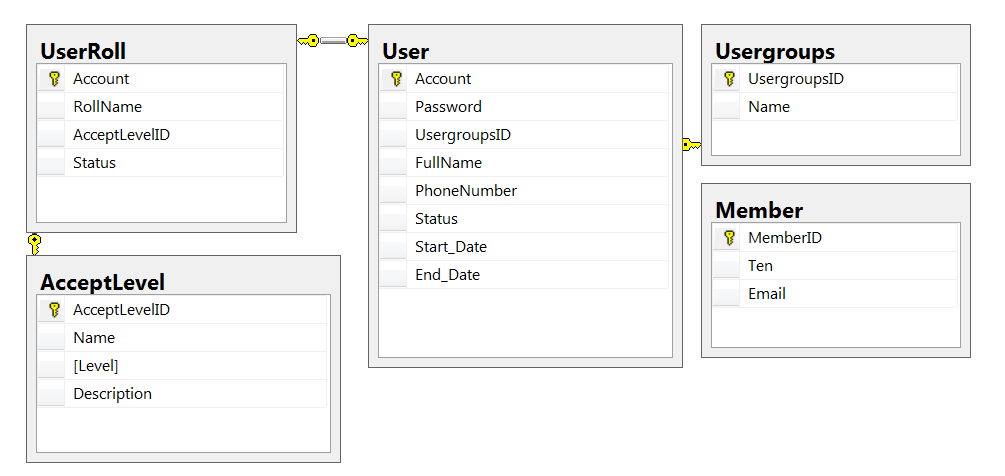 UserRoll
Account
RollName
AcceptLevelID
Status
User
Account
Password
UsergroupsID
FullName
PhoneNumber
Status
Start_Date
End_Date
Usergroups
UsergroupsID
Name
Member
MemberID
Ten
Email
AcceptLevel
AcceptLevelID
Name
[Level]
Description